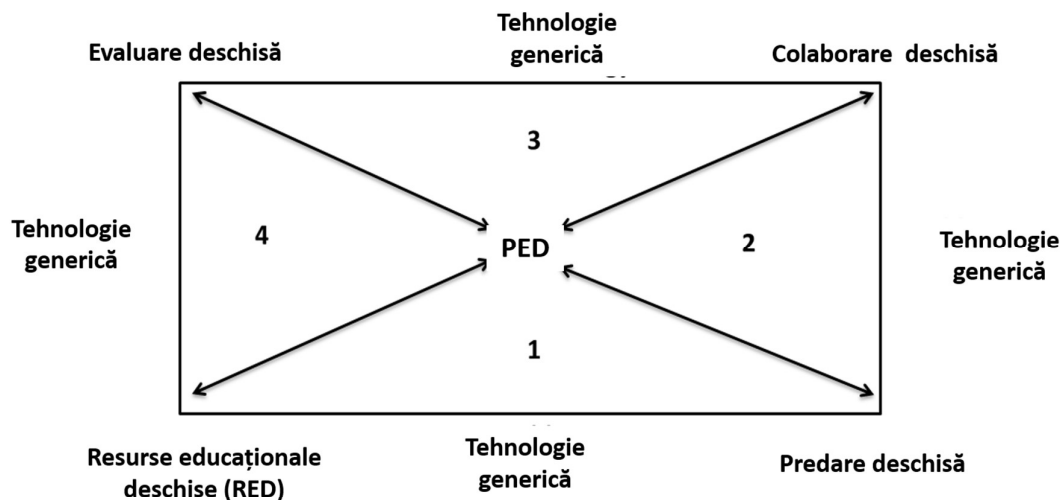 Tehnologie
generică
Evaluare deschisă
Colaborare deschisă
3
Tehnologie
generică
4
PED
2
Tehnologie
generică
1
Resurse educaționale
deschise (RED)
Tehnologie
generică
Predare deschisă